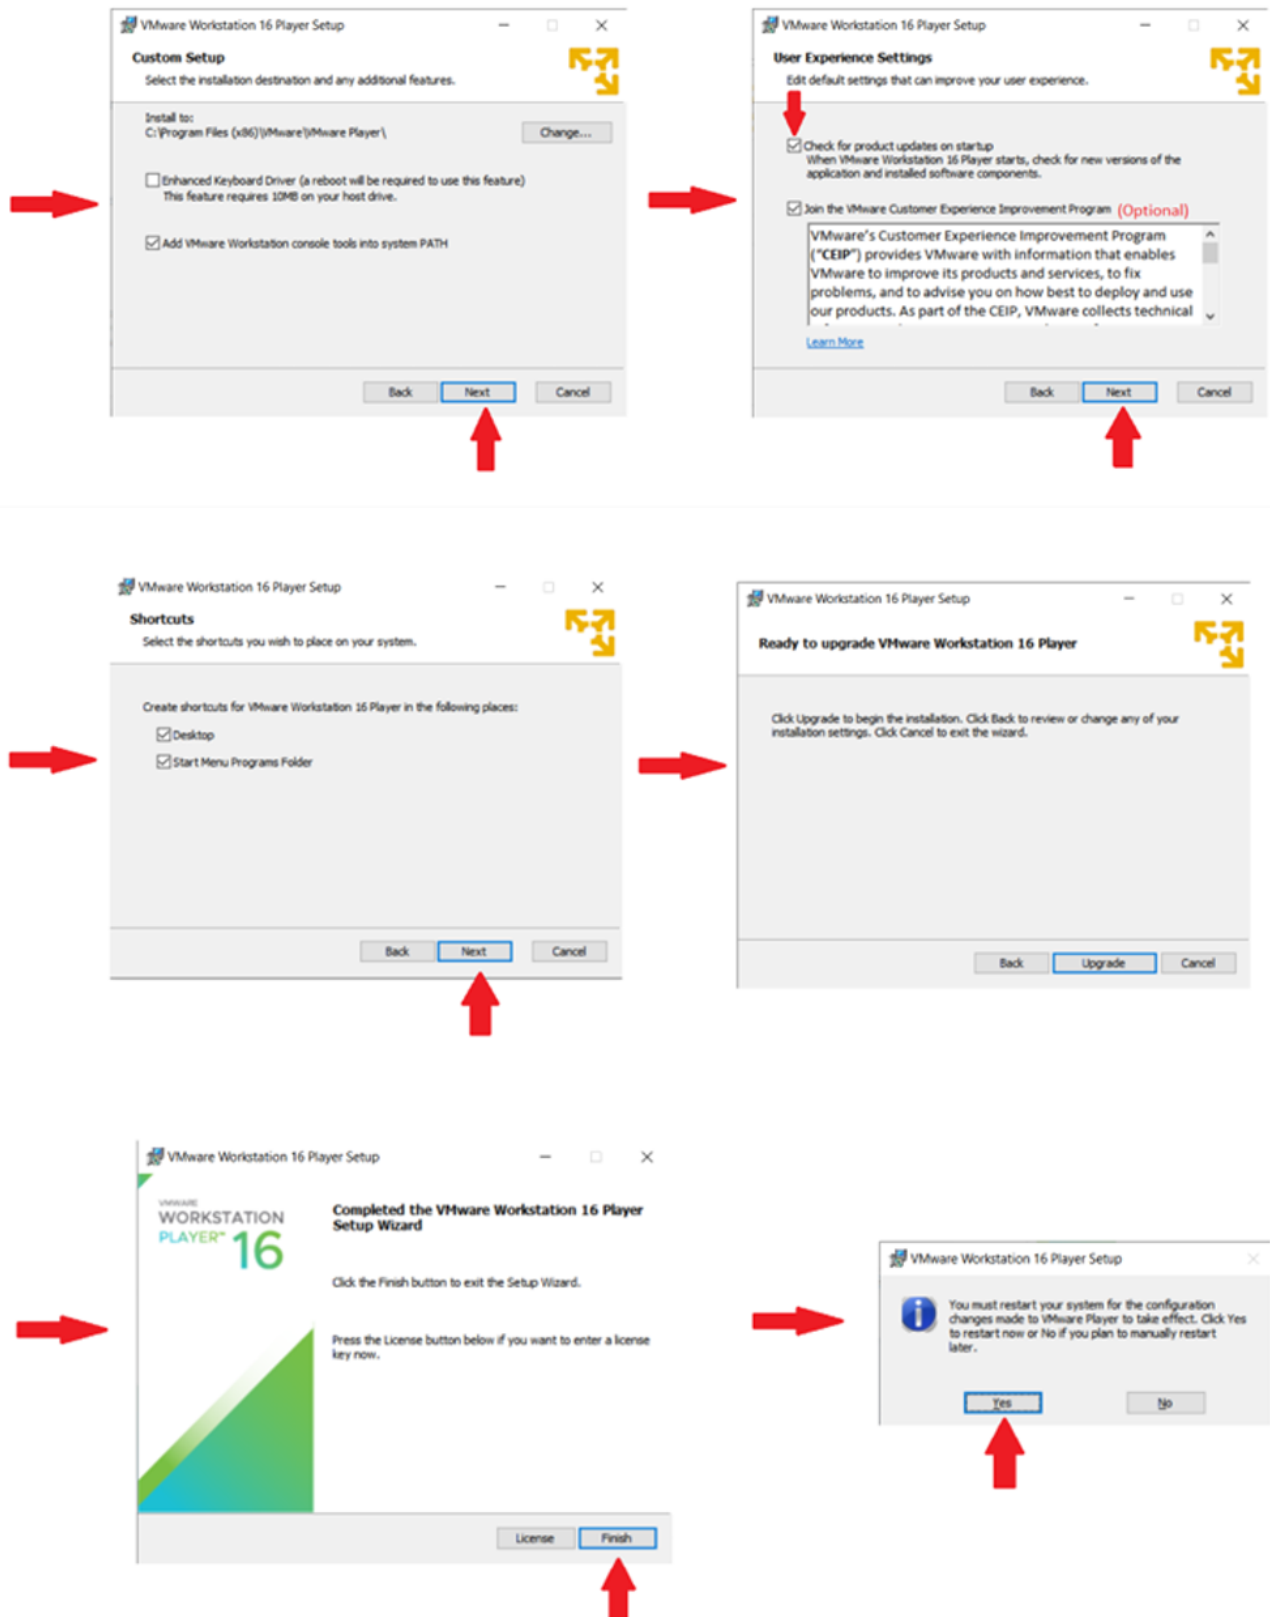 VMware Workstation 16 Player Setup
Custom Setup
Select the installation destination and any additional features.
Install to:
C:\Program Files (x86)\VMware\VMware Player\
Change...
Enhanced Keyboard Driver (a reboot will be required to use this feature)
This feature requires 10MB on your host drive.
Add VMware Workstation console tools into system PATH
Back Next Cancel
VMware Workstation 16 Player Setup
User Experience Settings
Edit default settings that can improve your user experience.
Check for product updates on startup
When VMware Workstation 16 Player starts, check for new versions of the
application and installed software components.
Join the VMware Customer Experience Improvement Program (Optional)
VMware's Customer Experience Improvement Program
("CEIP") provides VMware with information that enables
VMware to improve its products and services, to fix
problems, and to advise you on how best to deploy and use
our products. As part of the CEIP, VMware collects technical
Learn More
Back Next Cancel
VMware Workstation 16 Player Setup
Shortcuts
Select the shortcuts you wish to place on your system.
Create shortcuts for VMware Workstation 16 Player in the following places:
Desktop
Start Menu Programs Folder
Back Next Cancel
VMware Workstation 16 Player Setup
Ready to upgrade VMware Workstation 16 Player
Click Upgrade to begin the installation. Click Back to review or change any of your
installation settings. Click Cancel to exit the wizard.
Back Upgrade Cancel
VMware Workstation 16 Player Setup
VMWARE
WORKSTATION
PLAYER™ 16
Completed the VMware Workstation 16 Player
Setup Wizard
Click the Finish button to exit the Setup Wizard.
Press the License button below if you want to enter a license
key now.
License Finish
VMware Workstation 16 Player Setup
You must restart your system for the configuration
changes made to VMware Player to take effect. Click Yes
to restart now or No if you plan to manually restart
later.
Yes No